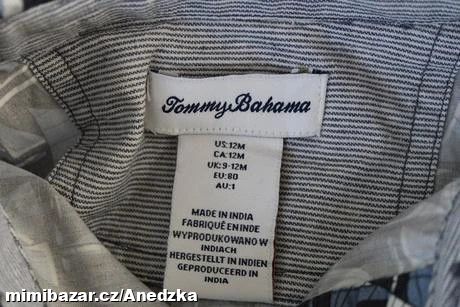 Tommy Bahama
US:12M
CA:12M
UK:9-12M
EU:80
AU:1
MADE IN INDIA
FABRIQUÉ EN INDE
WYPRODUKOWANO W
INDIACH
HERGESTELLT IN INDIEN
GEPRODUCEERD IN
INDIA
mimibazar.cz/Anedzka